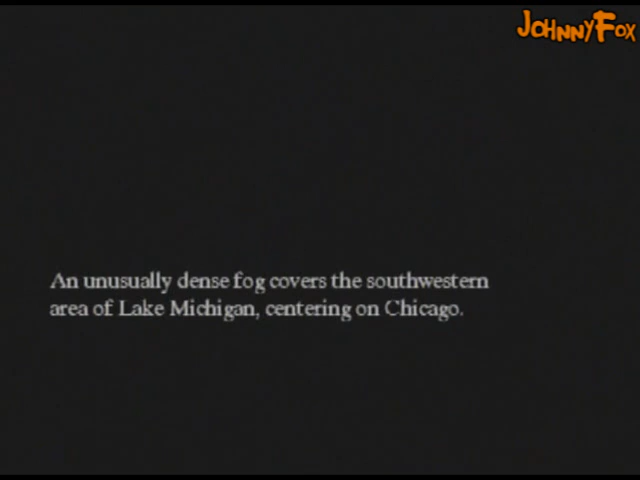 JOHNNYFOX
An unusually dense fog covers the southwestern
area of Lake Michigan, centering on Chicago.